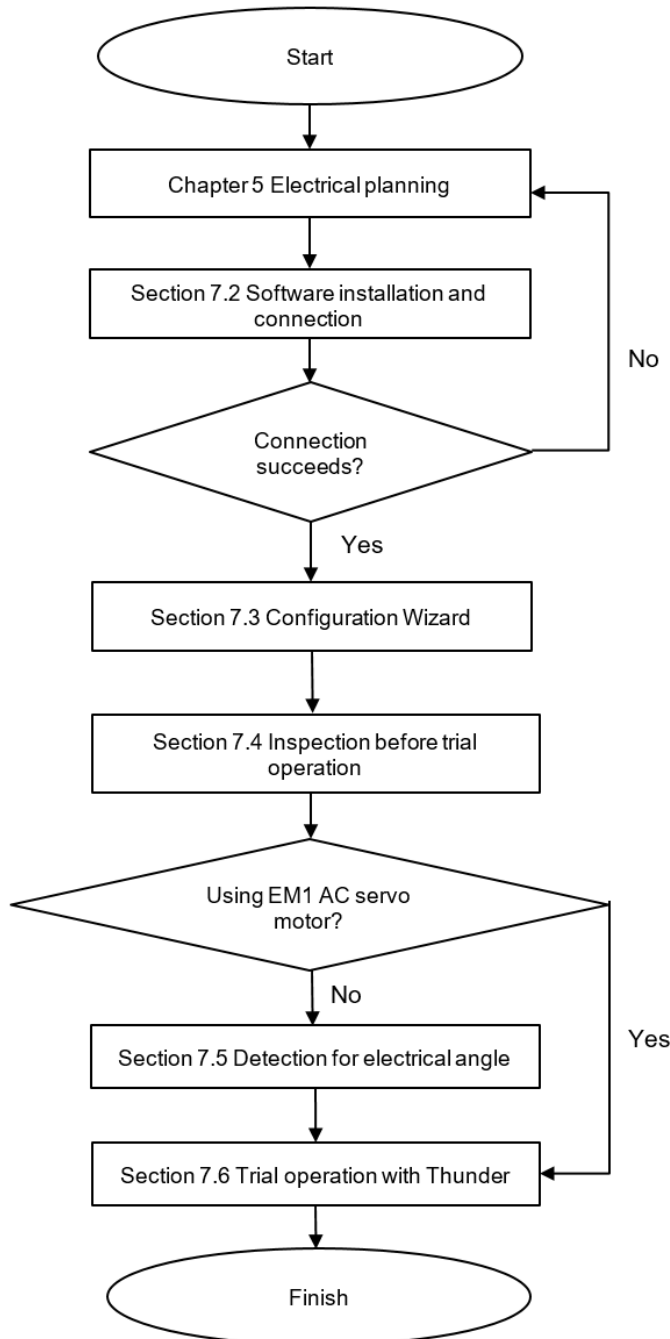 Start
Chapter 5 Electrical planning
Section 7.2 Software installation and
connection
No
Connection
succeeds?
Yes
Section 7.3 Configuration Wizard
Section 7.4 Inspection before trial
operation
Using EM1 AC servo
motor?
No
Section 7.5 Detection for electrical angle
Yes
Section 7.6 Trial operation with Thunder
Finish